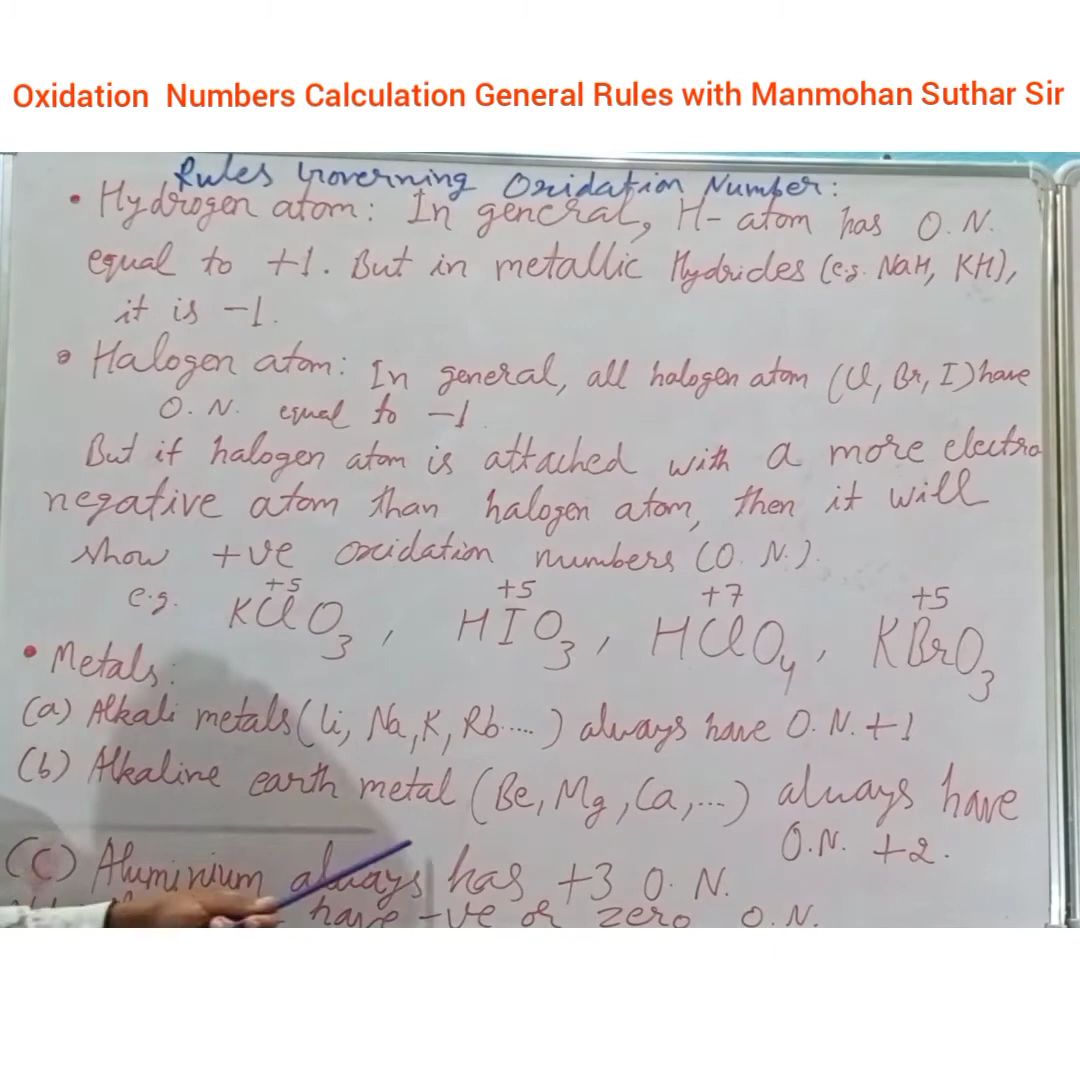 Oxidation Numbers Calculation General Rules with Manmohan Suthar Sir
Rules Governing Oxidation Number:
• Hydrogen atom: In general, H- atom has O.N.
equal to +1. But in metallic Hydrides (e.g. NaH, KH),
it is -1.
• Halogen atom: In general, all halogen atom (Cl, Br, I) have
O. N. equal to -1
But if halogen atom is attached with a more electro
negative atom than halogen atom, then it will
show +ve oxidation numbers (O. N.).
+5 +5 +7 +5
e.g. KClO3, HIO3, HClO4, KBrO3
• Metals:
(a) Alkali metals (Li, Na, K, Rb....) always have O. N. +1
(b) Alkaline earth metal (Be, Mg, Ca,...) always have
O.N. +2.
(C) Aluminium always has +3 O. N.
have -ve or zero O.N.